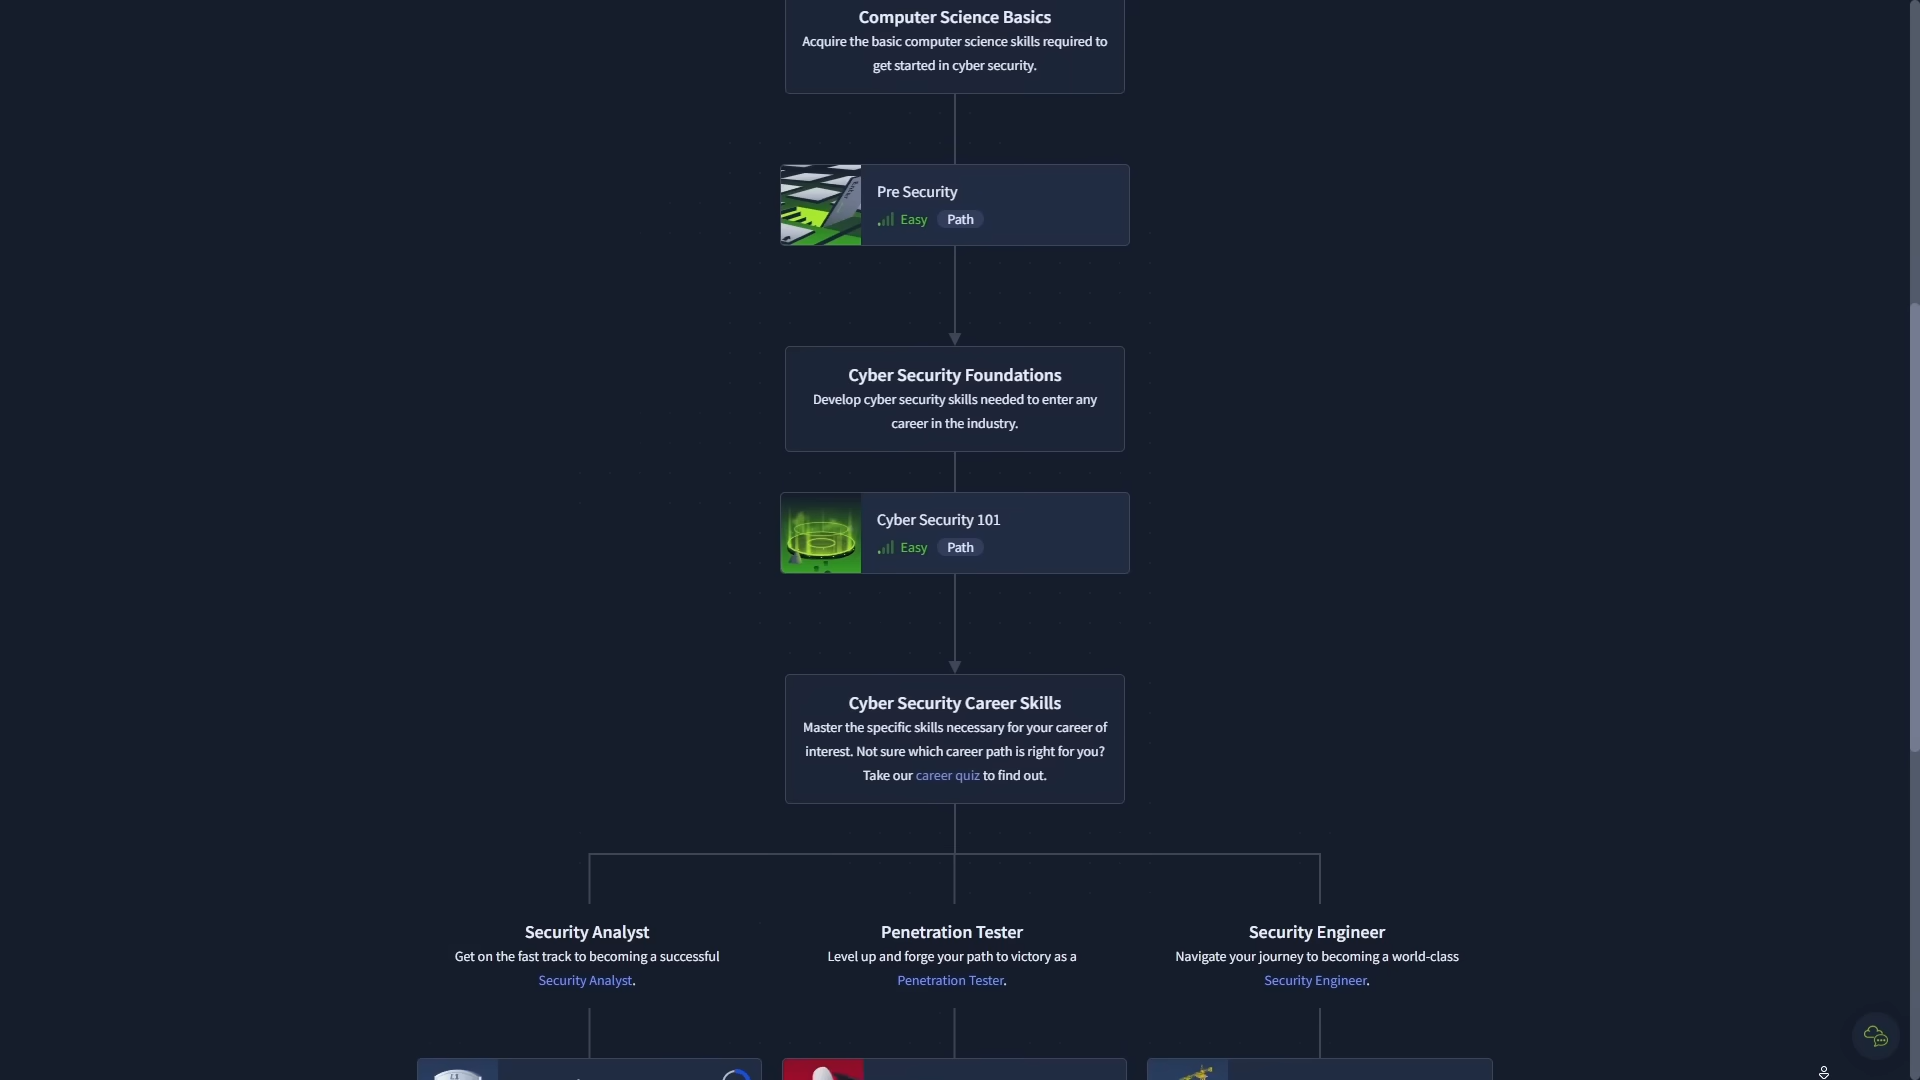 Computer Science Basics
Acquire the basic computer science skills required to
get started in cyber security.
Pre Security
Easy Path
Cyber Security Foundations
Develop cyber security skills needed to enter any
career in the industry.
Cyber Security 101
Easy Path
Cyber Security Career Skills
Master the specific skills necessary for your career of
interest. Not sure which career path is right for you?
Take our career quiz to find out.
Security Analyst
Get on the fast track to becoming a successful
Security Analyst.
Penetration Tester
Level up and forge your path to victory as a
Penetration Tester.
Security Engineer
Navigate your journey to becoming a world-class
Security Engineer.